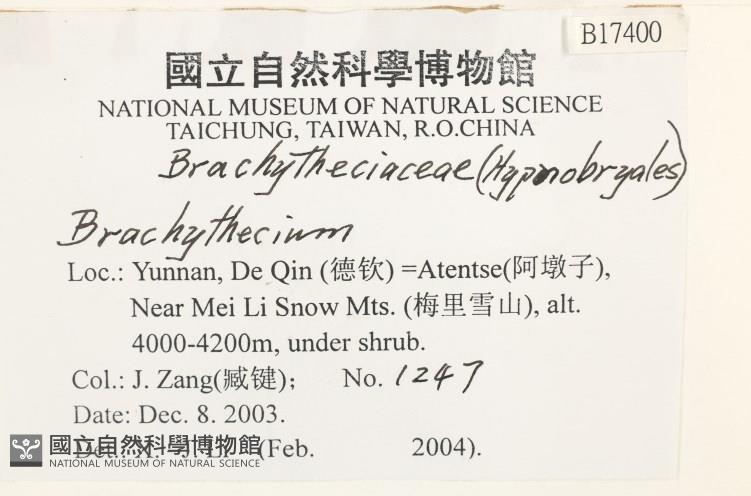 B17400
國立自然科學博物館
NATIONAL MUSEUM OF NATURAL SCIENCE
TAICHUNG, TAIWAN, R.O.CHINA
Brachytheciaceae (Hypnobryales)
Brachythecium
Loc.: Yunnan, De Qin (德钦) =Atentse(阿墩子),
Near Mei Li Snow Mts. (梅里雪山), alt.
4000-4200m, under shrub.
Col.: J. Zang(臧键); No. 1247
Date: Dec. 8. 2003.
(Feb. 2004).
國立自然科學博物館
NATIONAL MUSEUM OF NATURAL SCIENCE